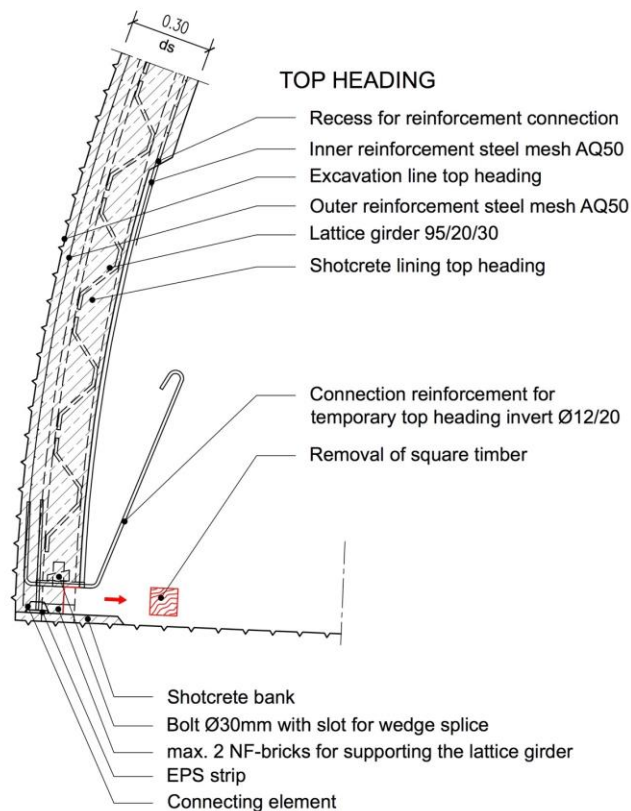 0.30
ds
TOP HEADING
Recess for reinforcement connection
Inner reinforcement steel mesh AQ50
Excavation line top heading
Outer reinforcement steel mesh AQ50
Lattice girder 95/20/30
Shotcrete lining top heading
Connection reinforcement for
temporary top heading invert Ø12/20
Removal of square timber
Shotcrete bank
Bolt Ø30mm with slot for wedge splice
max. 2 NF-bricks for supporting the lattice girder
EPS strip
Connecting element